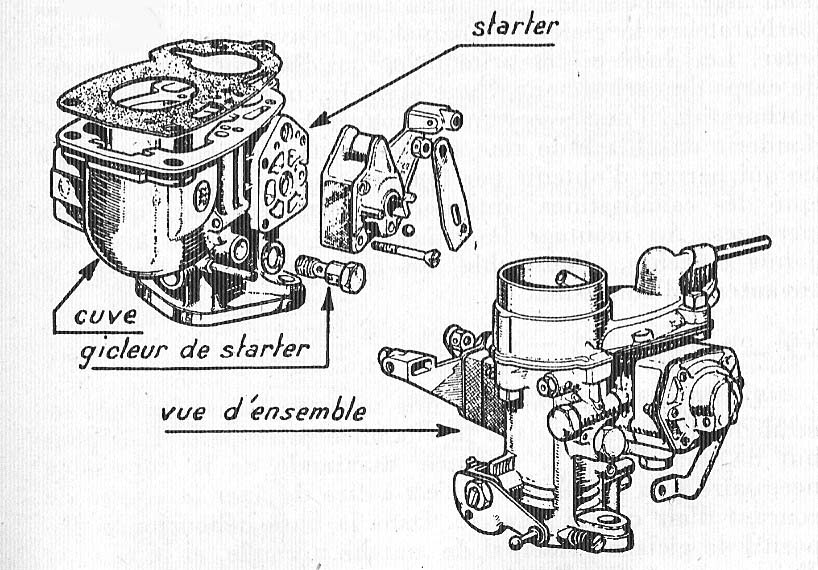 starter
cuve
gicleur de starter
vue d'ensemble